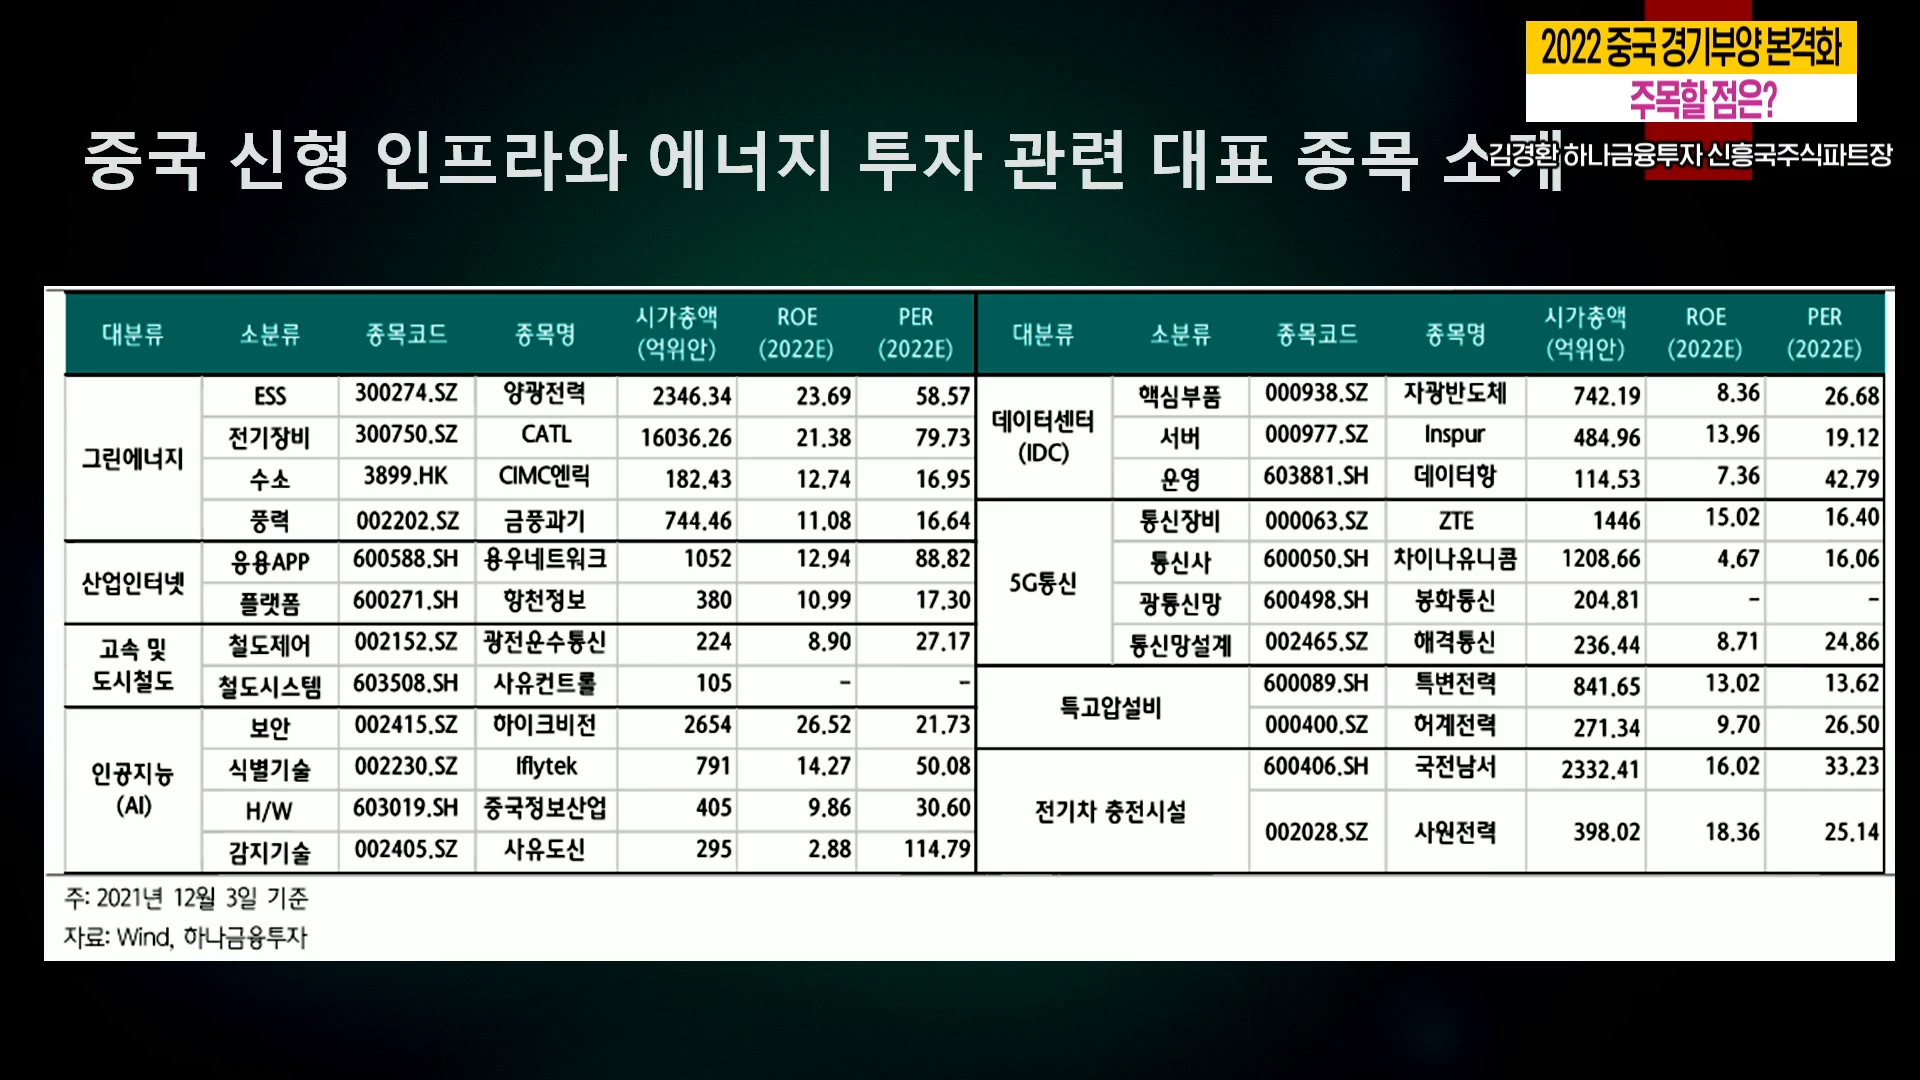 2022 중국 경기부양 본격화
주목할 점은?
중국 신형 인프라와 에너지 투자 관련 대표 종목 소개
김경환 하나금융투자 신흥국주식파트장
대분류 소분류 종목코드 종목명 시가총액 (억위안) ROE (2022E) PER (2022E)
그린에너지 ESS 300274.SZ 양광전력 2346.34 23.69 58.57
전기장비 300750.SZ CATL 16036.26 21.38 79.73
수소 3899.HK CIMC엔릭 182.43 12.74 16.95
풍력 002202.SZ 금풍과기 744.46 11.08 16.64
산업인터넷 응용APP 600588.SH 용우네트워크 1052 12.94 88.82
플랫폼 600271.SH 항천정보 380 10.99 17.30
고속 및 도시철도 철도제어 002152.SZ 광전운수통신 224 8.90 27.17
철도시스템 603508.SH 사유컨트롤 105 - -
인공지능 (AI) 보안 002415.SZ 하이크비전 2654 26.52 21.73
식별기술 002230.SZ Iflytek 791 14.27 50.08
H/W 603019.SH 중국정보산업 405 9.86 30.60
감지기술 002405.SZ 사유도신 295 2.88 114.79
대분류 소분류 종목코드 종목명 시가총액 (억위안) ROE (2022E) PER (2022E)
데이터센터 (IDC) 핵심부품 000938.SZ 자광반도체 742.19 8.36 26.68
서버 000977.SZ Inspur 484.96 13.96 19.12
운영 603881.SH 데이터항 114.53 7.36 42.79
5G통신 통신장비 000063.SZ ZTE 1446 15.02 16.40
통신사 600050.SH 차이나유니콤 1208.66 4.67 16.06
광통신망 600498.SH 봉화통신 204.81 - -
통신망설계 002465.SZ 해격통신 236.44 8.71 24.86
특고압설비 600089.SH 특변전력 841.65 13.02 13.62
000400.SZ 허계전력 271.34 9.70 26.50
전기차 충전시설 600406.SH 국전남서 2332.41 16.02 33.23
002028.SZ 사원전력 398.02 18.36 25.14
주: 2021년 12월 3일 기준
자료: Wind, 하나금융투자